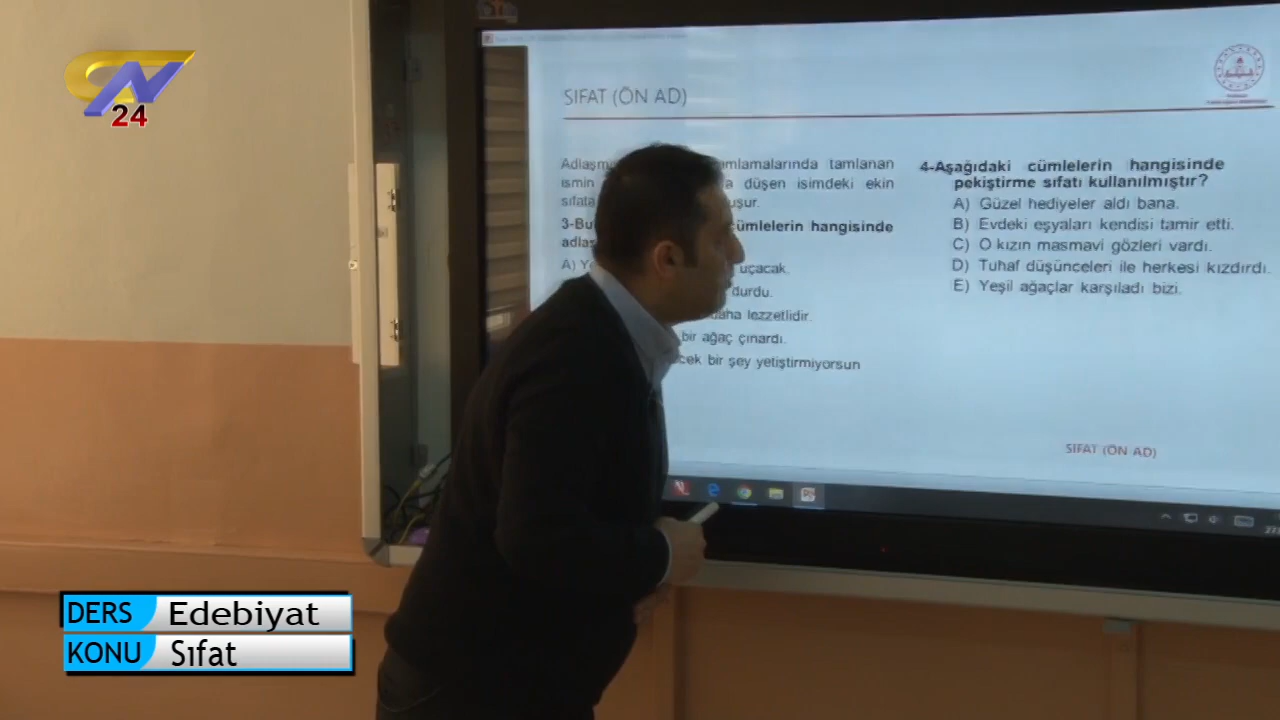 24
SIFAT (ÖN AD)
Adlaşmı amlamalarında tamlanan
ismin a düşen isimdeki ekin
sıfata uşur.
3-Bu cümlelerin hangisinde
adlaş
A) Y uçacak.
durdu.
daha lezzetlidir.
bir ağaç çınardı.
cek bir şey yetiştirmiyorsun
4-Aşağıdaki cümlelerin hangisinde
pekiştirme sıfatı kullanılmıştır?
A) Güzel hediyeler aldı bana.
B) Evdeki eşyaları kendisi tamir etti.
C) O kızın masmavi gözleri vardı.
D) Tuhaf düşünceleri ile herkesi kızdırdı.
E) Yeşil ağaçlar karşıladı bizi.
SIFAT (ÖN AD)
DERS Edebiyat
KONU Sıfat